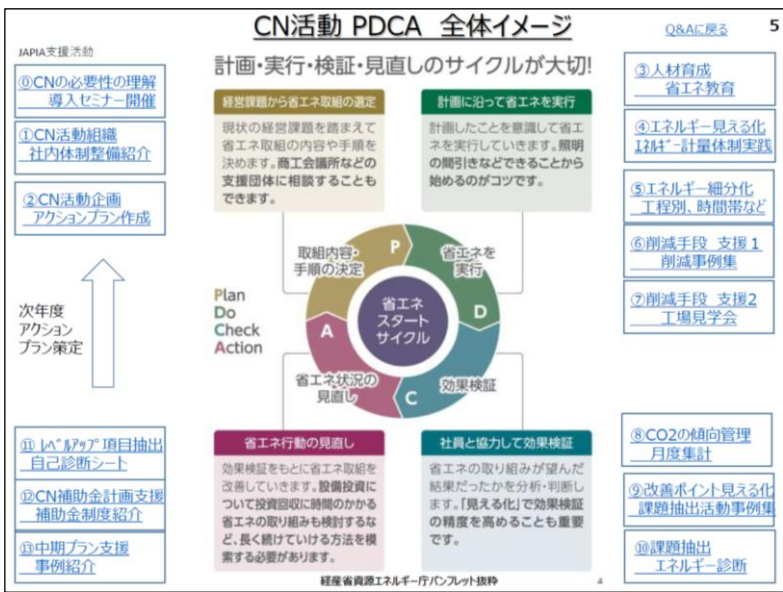 CN活動 PDCA 全体イメージ
Q&Aに戻る
5
JAPIA支援活動
計画・実行・検証・見直しのサイクルが大切!
⓪CNの必要性の理解
導入セミナー開催
①CN活動組織
社内体制整備紹介
②CN活動企画
アクションプラン作成
次年度
アクション
プラン策定
⑪ﾚﾍﾞﾙｱｯﾌﾟ項目抽出
自己診断シート
⑫CN補助金計画支援
補助金制度紹介
⑬中期プラン支援
事例紹介
経営課題から省エネ取組の選定
現状の経営課題を踏まえて
省エネ取組の内容や手順を
決めます。商工会議所などの
支援団体に相談することも
できます。
計画に沿って省エネを実行
計画したことを意識して省エ
ネを実行していきます。照明
の間引きなどできることから
始めるのがコツです。
取組内容・
手順の決定
P
省エネを
実行
D
省エネ
スタート
サイクル
A
省エネ状況の
見直し
C
効果検証
Plan
Do
Check
Action
省エネ行動の見直し
効果検証をもとに省エネ取組を
改善していきます。設備投資に
ついて投資回収に時間のかかる
省エネの取り組みも検討するな
ど、長く続けていける方法を模
索する必要があります。
社員と協力して効果検証
省エネの取り組みが望んだ
結果だったかを分析・判断し
ます。「見える化」で効果検証
の精度を高めることも重要
です。
③人材育成
省エネ教育
④エネルギー見える化
ｴﾈﾙｷﾞｰ計量体制実践
⑤エネルギー細分化
工程別、時間帯など
⑥削減手段 支援1
削減事例集
⑦削減手段 支援2
工場見学会
⑧CO2の傾向管理
月度集計
⑨改善ポイント見える化
課題抽出活動事例集
⑩課題抽出
エネルギー診断
経産省資源エネルギー庁パンフレット抜粋
4